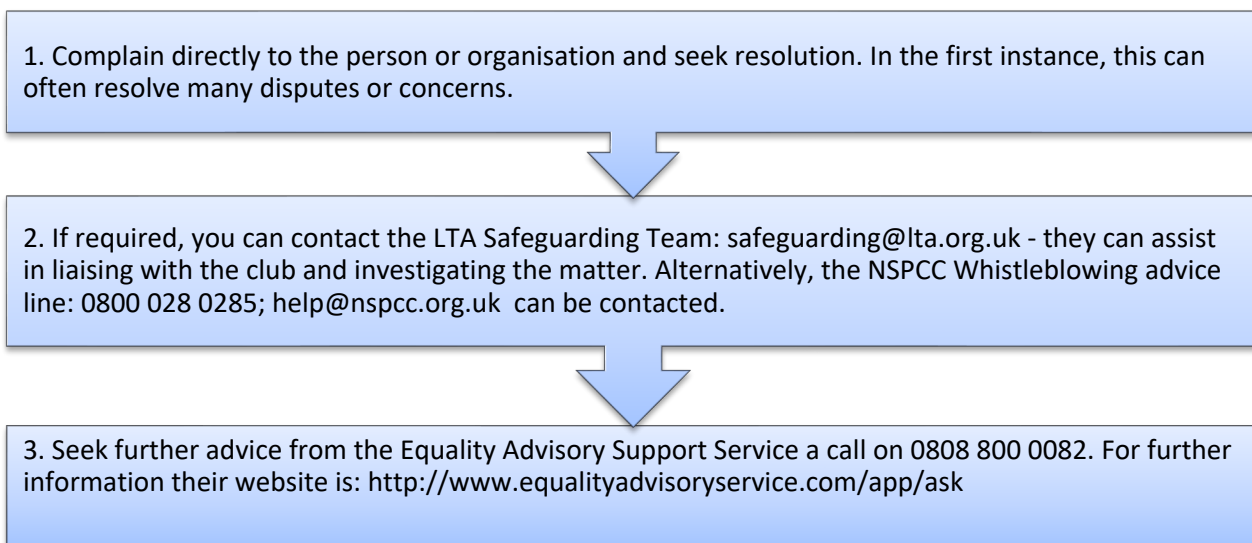 1. Complain directly to the person or organisation and seek resolution. In the first instance, this can
often resolve many disputes or concerns.
2. If required, you can contact the LTA Safeguarding Team: safeguarding@lta.org.uk - they can assist
in liaising with the club and investigating the matter. Alternatively, the NSPCC Whistleblowing advice
line: 0800 028 0285; help@nspcc.org.uk  can be contacted.
3. Seek further advice from the Equality Advisory Support Service a call on 0808 800 0082. For further
information their website is: http://www.equalityadvisoryservice.com/app/ask